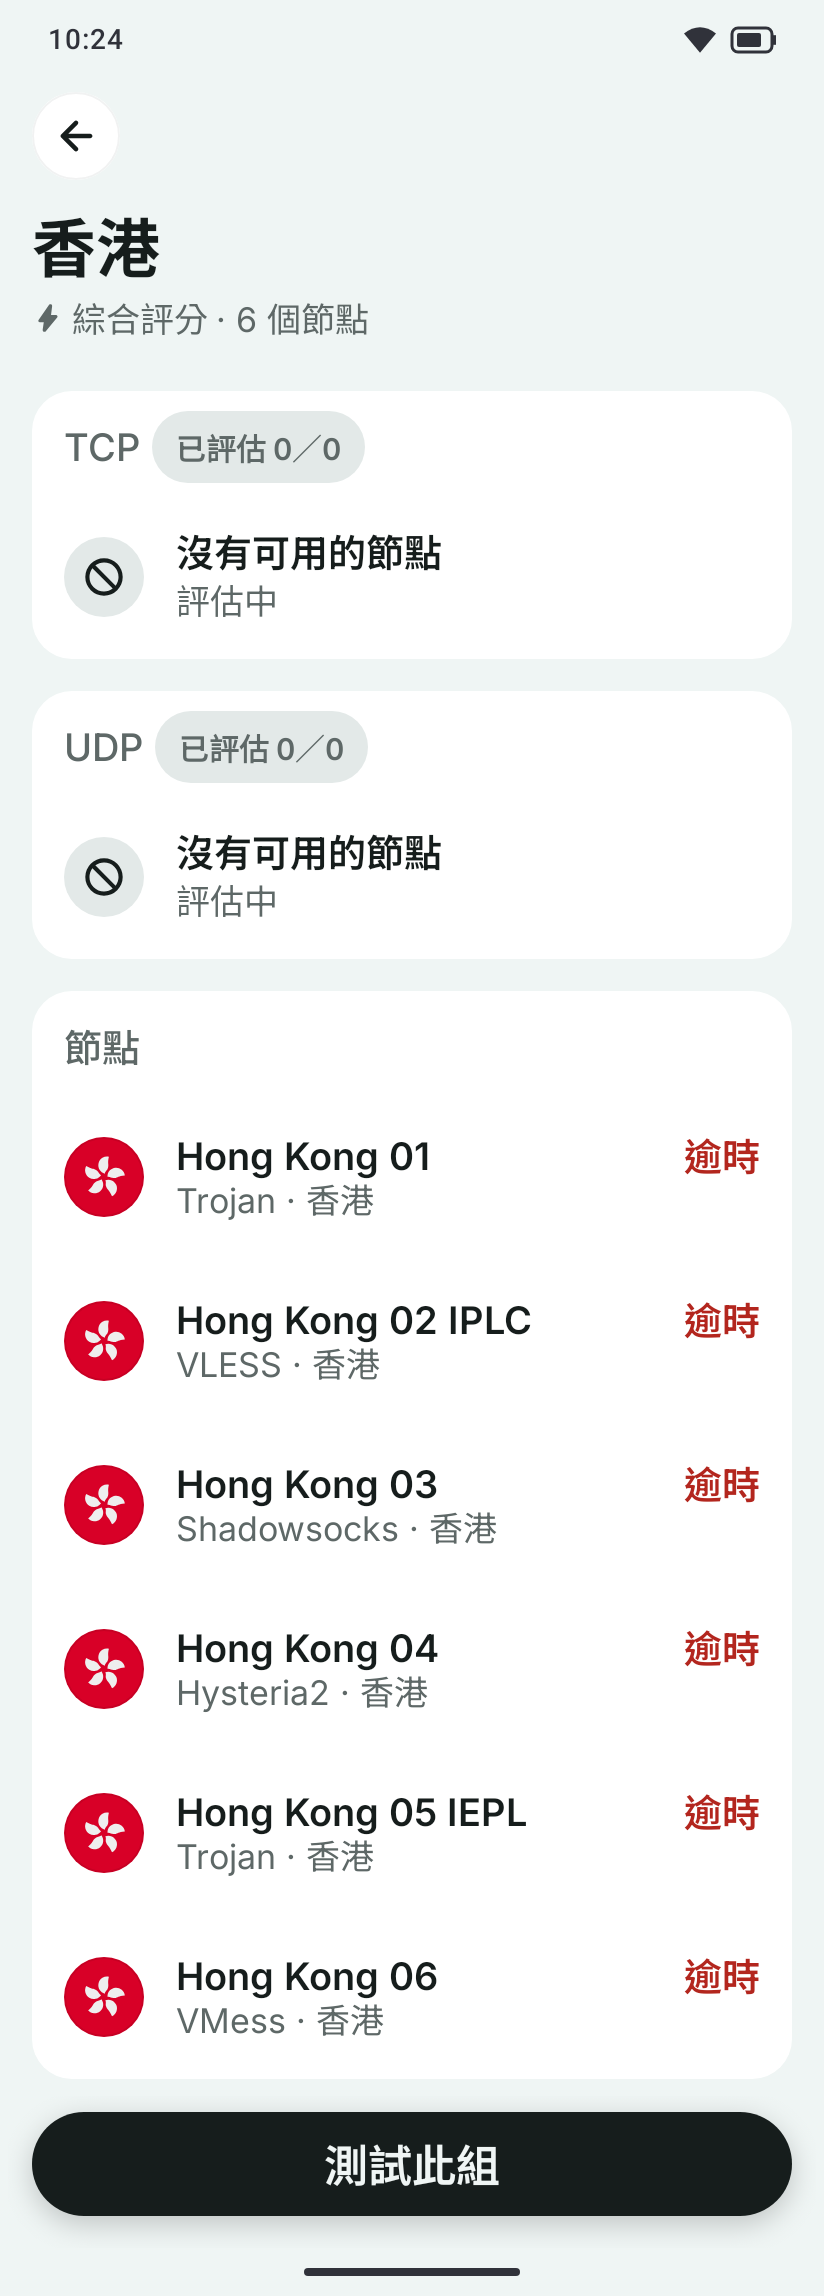 10:24
香港
綜合評分 · 6 個節點
TCP 已評估 0／0
沒有可用的節點
評估中
UDP 已評估 0／0
沒有可用的節點
評估中
節點
Hong Kong 01 逾時
Trojan · 香港
Hong Kong 02 IPLC 逾時
VLESS · 香港
Hong Kong 03 逾時
Shadowsocks · 香港
Hong Kong 04 逾時
Hysteria2 · 香港
Hong Kong 05 IEPL 逾時
Trojan · 香港
Hong Kong 06 逾時
VMess · 香港
測試此組